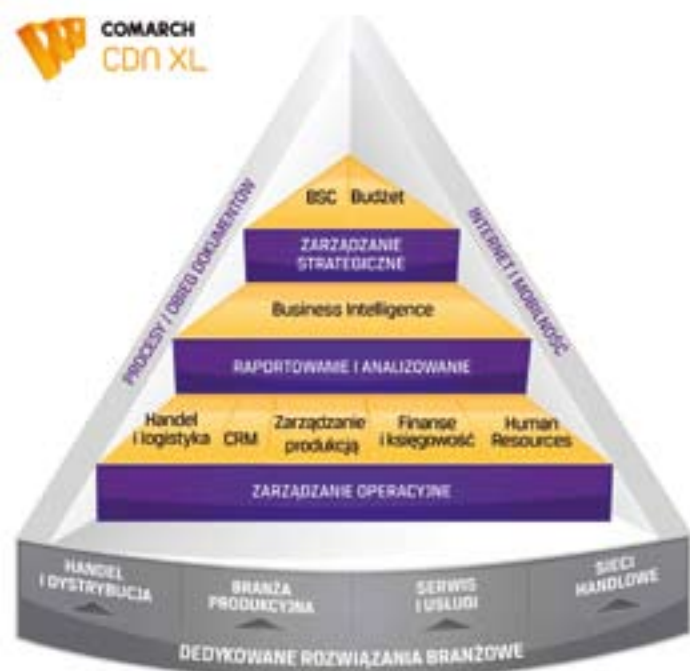 COMARCH
CDN XL
BSC Budżet
ZARZĄDZANIE
STRATEGICZNE
PROCESY / OBIEG DOKUMENTÓW
INTERNET I MOBILNOŚĆ
Business Intelligence
RAPORTOWANIE I ANALIZOWANIE
Handel
i logistyka
CRM
Zarządzanie
produkcją
Finanse
i księgowość
Human
Resources
ZARZĄDZANIE OPERACYJNE
HANDEL
I DYSTRYBUCJA
BRANŻA
PRODUKCYJNA
SERWIS
I USŁUGI
SIECI
HANDLOWE
DEDYKOWANE ROZWIĄZANIA BRANŻOWE